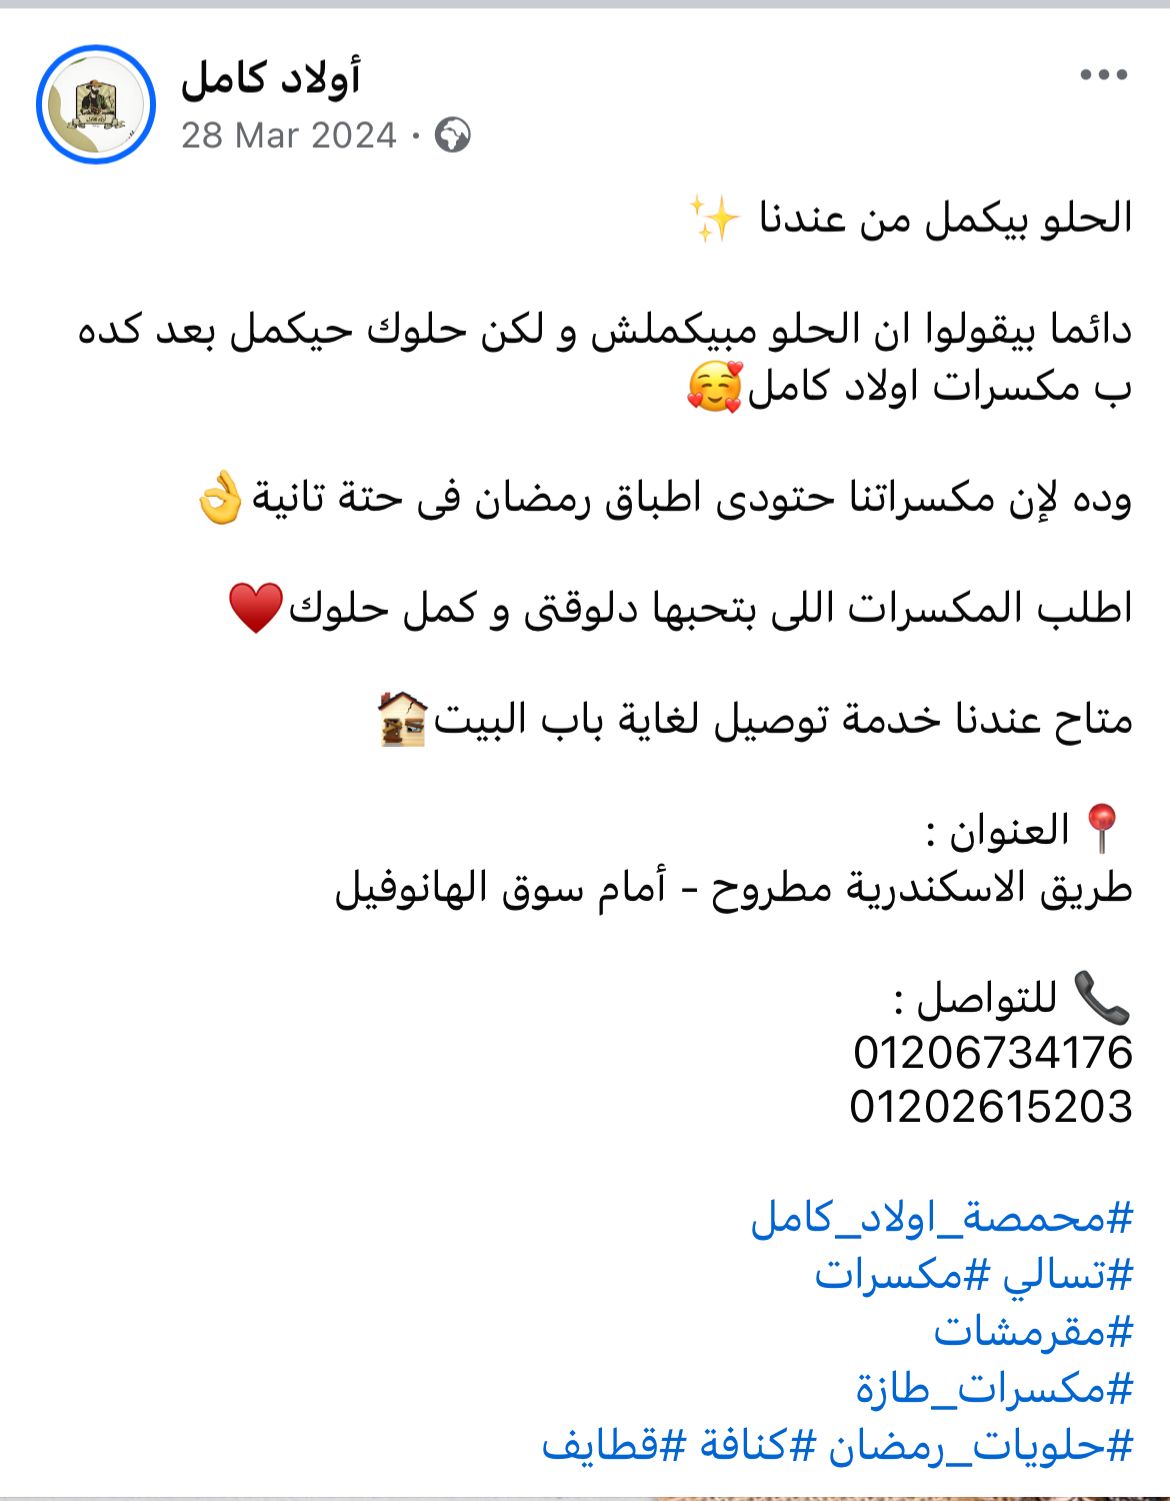 أولاد كامل
28 Mar 2024 ·
الحلو بيكمل من عندنا ✨
دائما بيقولوا ان الحلو مبيكملش و لكن حلوك حيكمل بعد كده
ب مكسرات اولاد كامل🥰
وده لإن مكسراتنا حتودى اطباق رمضان فى حتة تانية👌
اطلب المكسرات اللى بتحبها دلوقتى و كمل حلوك♥️
متاح عندنا خدمة توصيل لغاية باب البيت🏚
📍 العنوان :
طريق الاسكندرية مطروح - أمام سوق الهانوفيل
📞 للتواصل :
01206734176
01202615203
#محمصة_اولاد_كامل
#تسالي #مكسرات
#مقرمشات
#مكسرات_طازة
#حلويات_رمضان #كنافة #قطايف